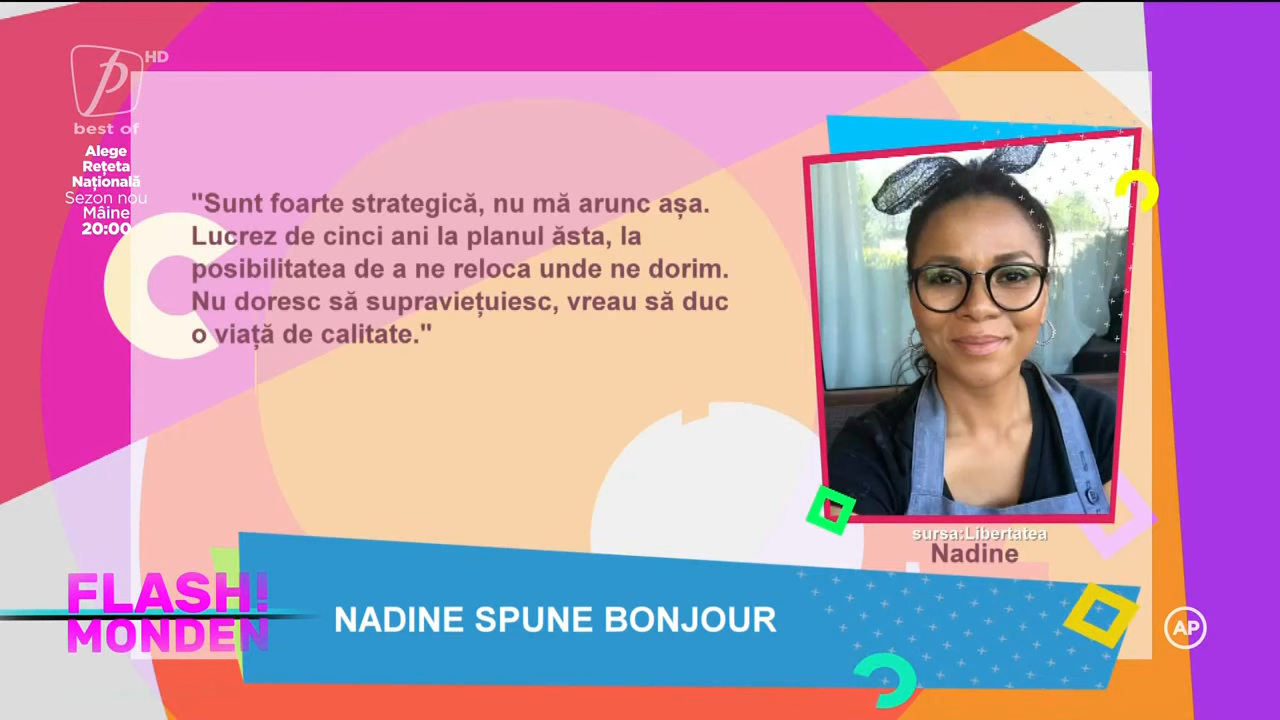 p HD
best of
Alege
Rețeta
Națională
Sezon nou
Mâine
20:00
"Sunt foarte strategică, nu mă arunc așa.
Lucrez de cinci ani la planul ăsta, la
posibilitatea de a ne reloca unde ne dorim.
Nu doresc să supraviețuiesc, vreau să duc
o viață de calitate."
sursa:Libertatea
Nadine
FLASH!
MONDEN
NADINE SPUNE BONJOUR
AP